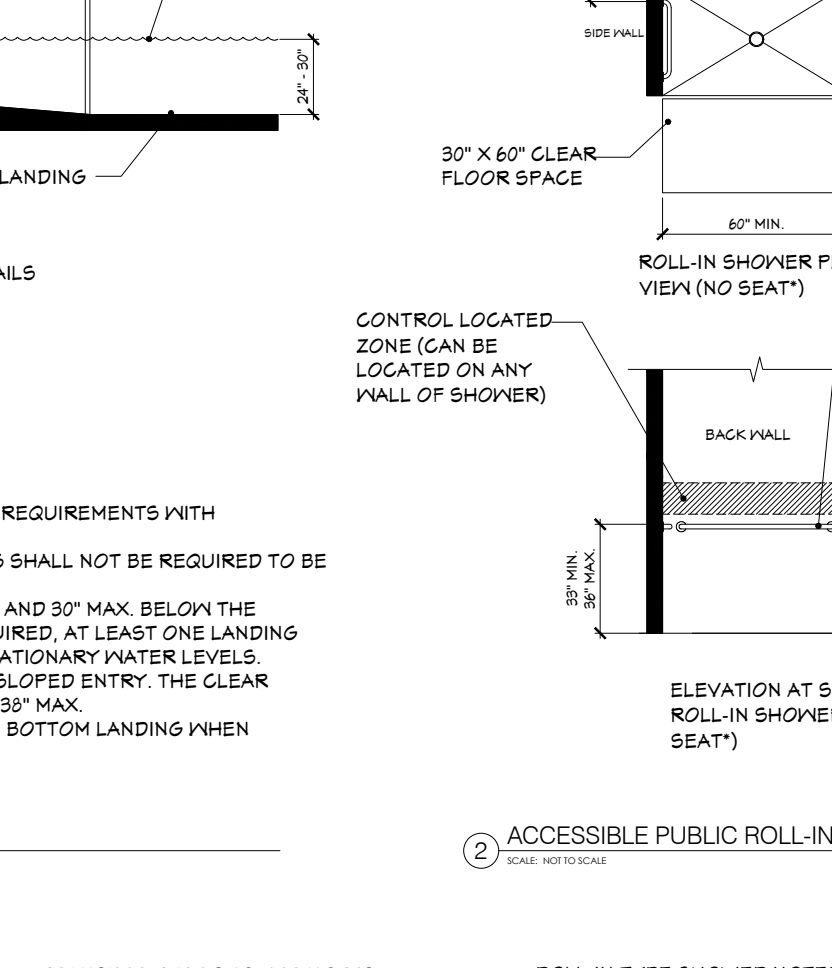 24" - 30"
LANDING
AILS
REQUIREMENTS WITH
S SHALL NOT BE REQUIRED TO BE
AND 30" MAX. BELOW THE
UIRED, AT LEAST ONE LANDING
ATIONARY WATER LEVELS.
SLOPED ENTRY. THE CLEAR
38" MAX.
BOTTOM LANDING WHEN
SIDE WALL
30" X 60" CLEAR
FLOOR SPACE
60" MIN.
ROLL-IN SHOWER
VIEW (NO SEAT*)
CONTROL LOCATED
ZONE (CAN BE
LOCATED ON ANY
WALL OF SHOWER)
BACK WALL
33" MIN.
36" MAX.
ELEVATION AT S
ROLL-IN SHOWER
SEAT*)
2
ACCESSIBLE PUBLIC ROLL-IN
SCALE: NOT TO SCALE